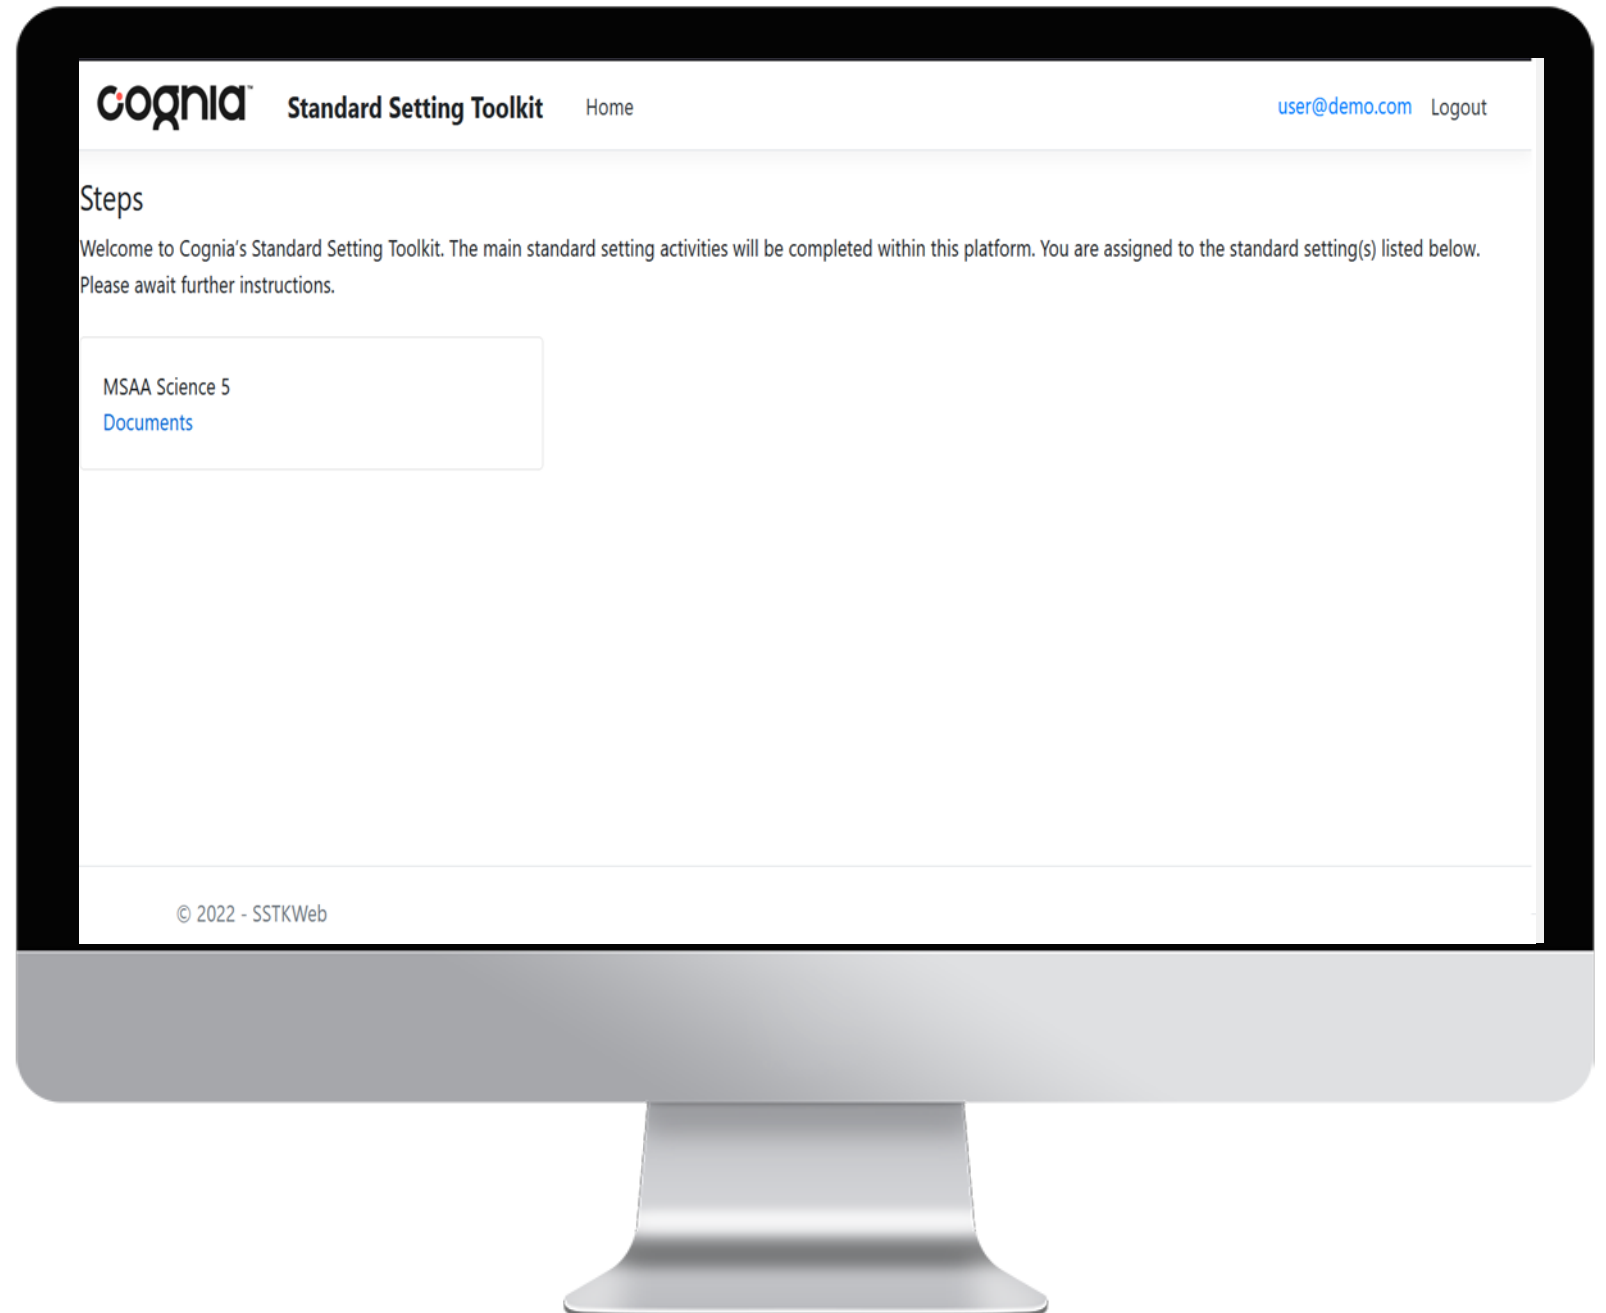 cognia™ Standard Setting Toolkit Home user@demo.com Logout
Steps
Welcome to Cognia's Standard Setting Toolkit. The main standard setting activities will be completed within this platform. You are assigned to the standard setting(s) listed below.
Please await further instructions.
MSAA Science 5
Documents
© 2022 - SSTKWeb